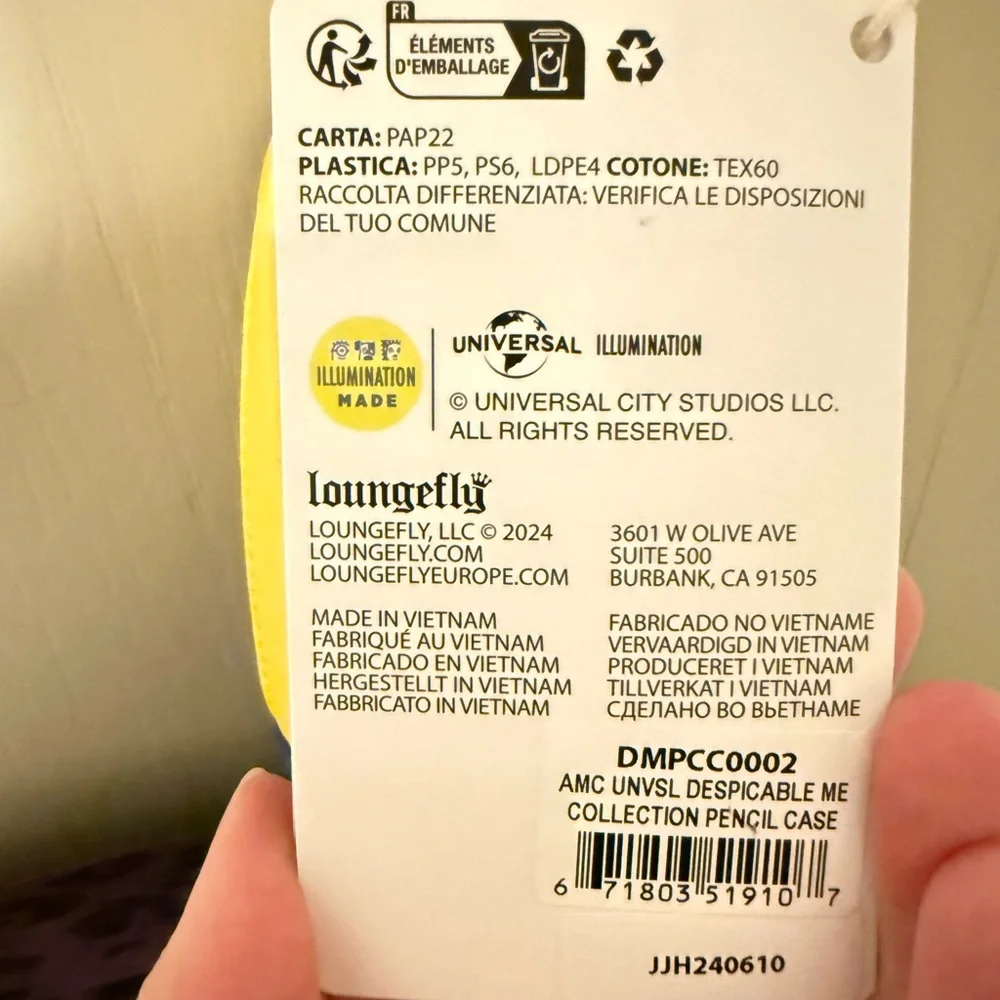 FR
ÉLÉMENTS
D'EMBALLAGE
CARTA: PAP22
PLASTICA: PP5, PS6, LDPE4 COTONE: TEX60
RACCOLTA DIFFERENZIATA: VERIFICA LE DISPOSIZIONI
DEL TUO COMUNE
ILLUMINATION
MADE
UNIVERSAL ILLUMINATION
© UNIVERSAL CITY STUDIOS LLC.
ALL RIGHTS RESERVED.
loungefly
LOUNGEFLY, LLC © 2024
LOUNGEFLY.COM
LOUNGEFLYEUROPE.COM
3601 W OLIVE AVE
SUITE 500
BURBANK, CA 91505
MADE IN VIETNAM
FABRIQUÉ AU VIETNAM
FABRICADO EN VIETNAM
HERGESTELLT IN VIETNAM
FABBRICATO IN VIETNAM
FABRICADO NO VIETNAME
VERVAARDIGD IN VIETNAM
PRODUCERET I VIETNAM
TILLVERKAT I VIETNAM
СДЕЛАНО ВО ВЬЕТНАМЕ
DMPCC0002
AMC UNVSL DESPICABLE ME
COLLECTION PENCIL CASE
6 71803 51910 7
JJH240610